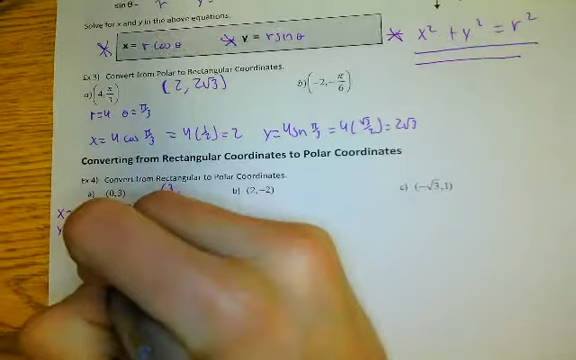 sin θ =
Solve for x and y in the above equations.
* x = r cos θ * y = r sin θ * x² + y² = r²
Ex 3) Convert from Polar to Rectangular Coordinates.
a) (4, π/3) (2, 2√3) b) (-2, -π/6)
r=4 θ = π/3
x = 4 cos π/3 = 4(1/2) = 2 y = 4 sin π/3 = 4(√3/2) = 2√3
Converting from Rectangular Coordinates to Polar Coordinates
Ex 4) Convert from Rectangular to Polar Coordinates.
a) (0,3) (3, b) (2,-2) c) (-√3,1)
x=
y